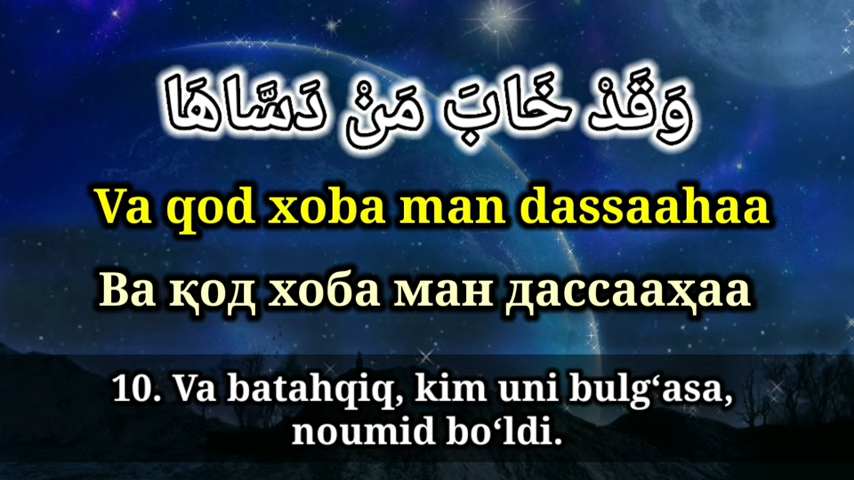 وَقَدْ خَابَ مَنْ دَسَّاهَا
Va qod xoba man dassaahaa
Ва қод хоба ман дассааҳаа
10. Va batahqiq, kim uni bulg‘asa,
noumid bo‘ldi.